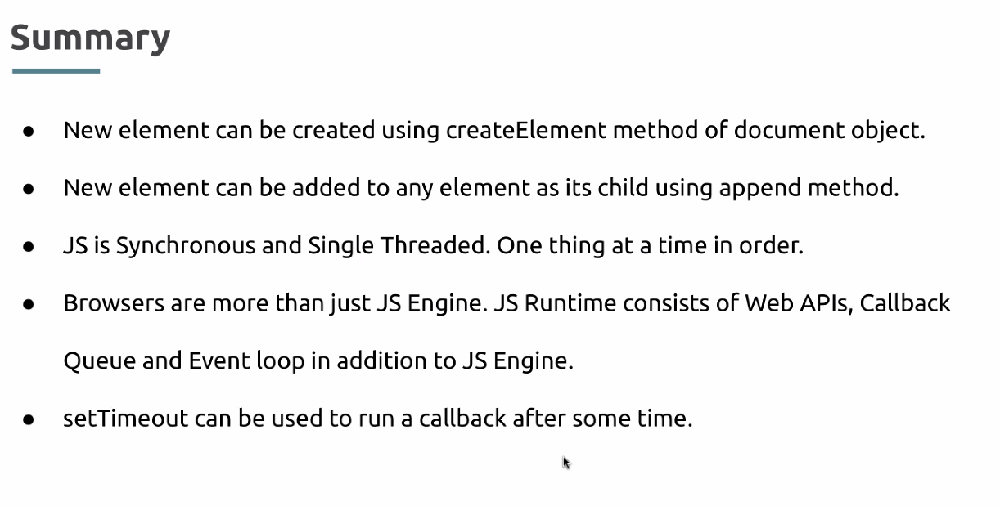 Summary
● New element can be created using createElement method of document object.
● New element can be added to any element as its child using append method.
● JS is Synchronous and Single Threaded. One thing at a time in order.
● Browsers are more than just JS Engine. JS Runtime consists of Web APIs, Callback
Queue and Event loop in addition to JS Engine.
● setTimeout can be used to run a callback after some time.